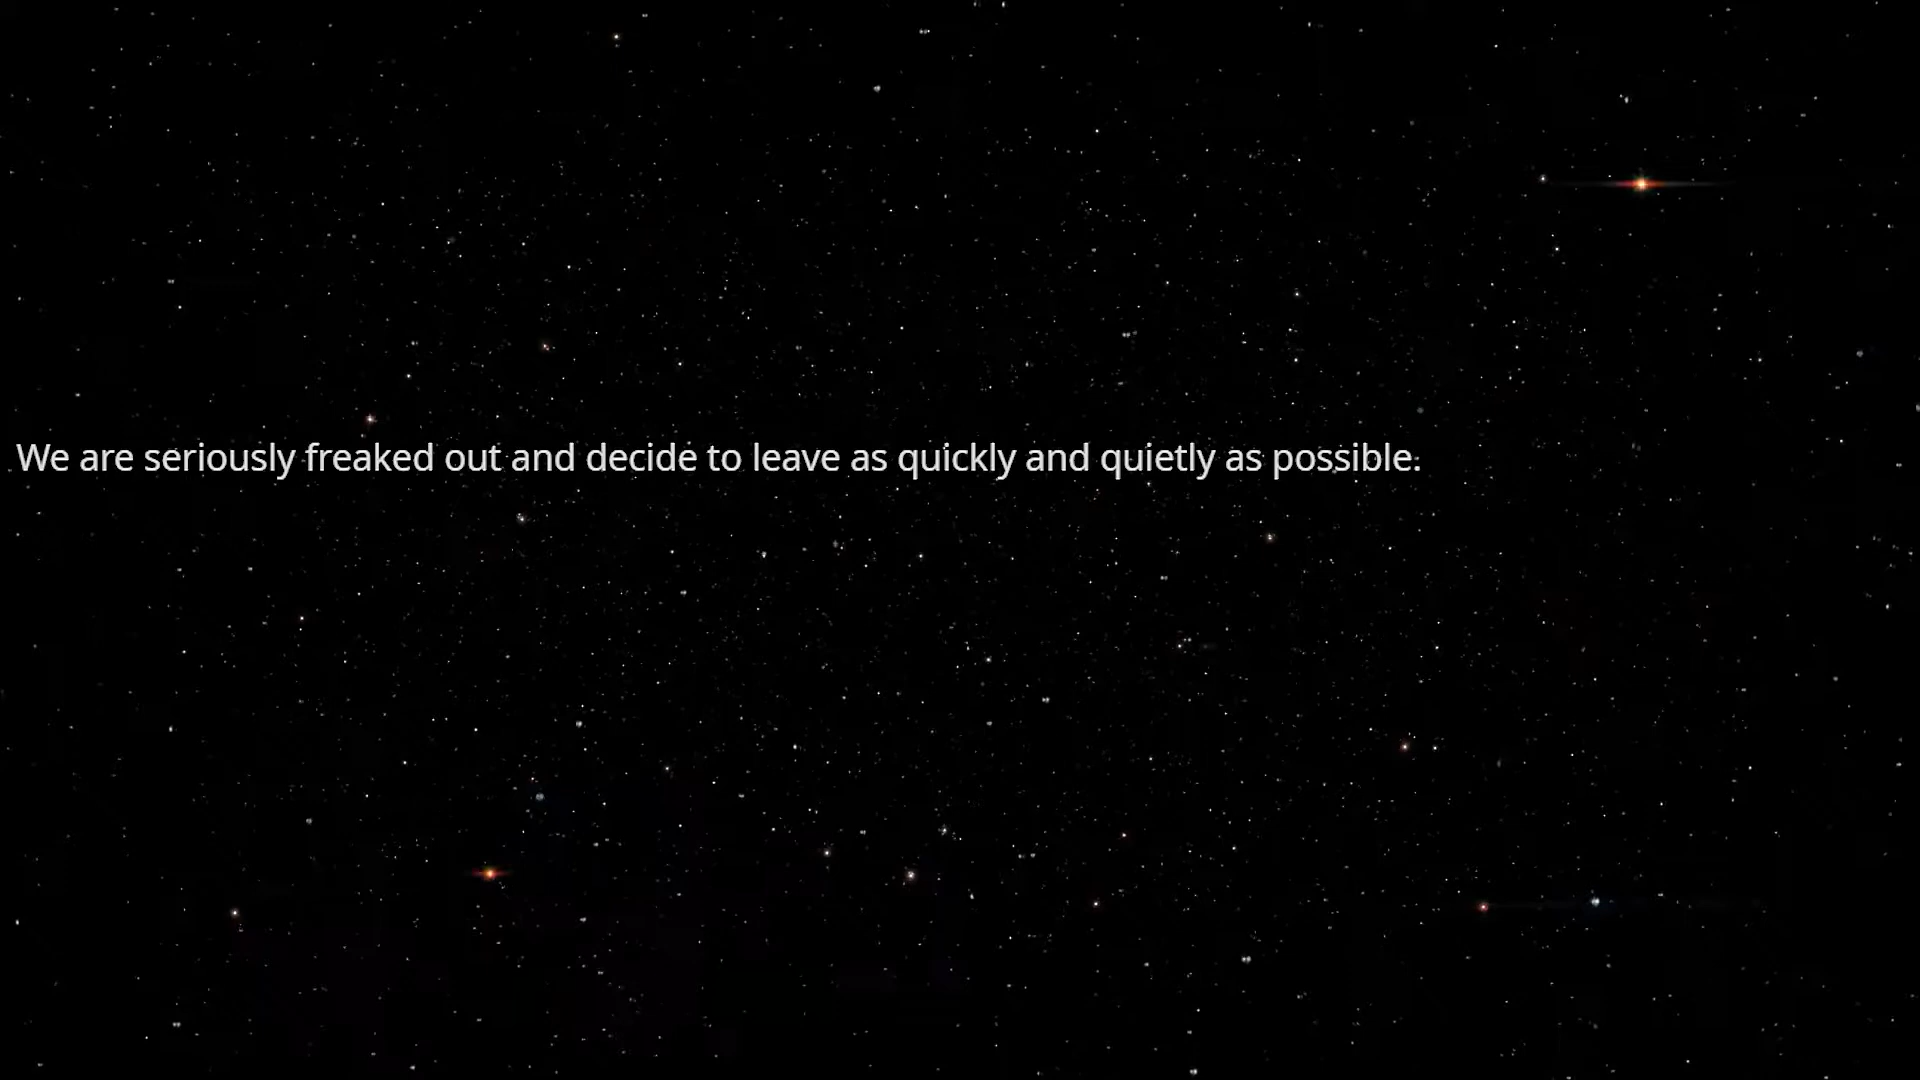 We are seriously freaked out and decide to leave as quickly and quietly as possible.